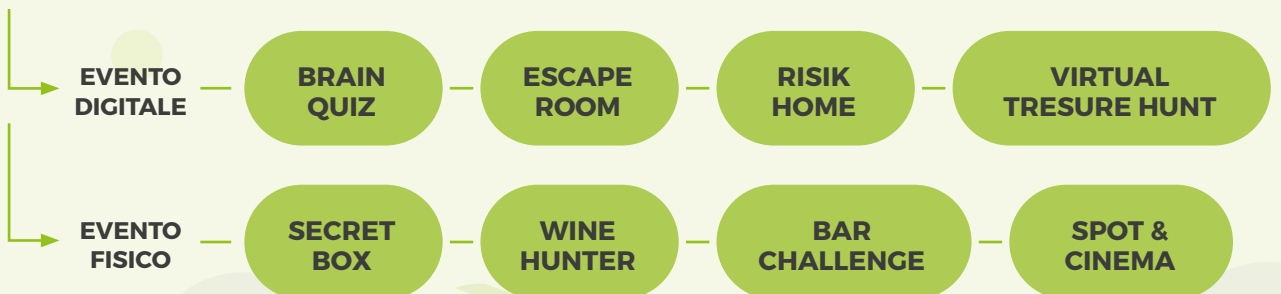 EVENTO
DIGITALE
BRAIN
QUIZ
ESCAPE
ROOM
RISIK
HOME
VIRTUAL
TRESURE HUNT
EVENTO
FISICO
SECRET
BOX
WINE
HUNTER
BAR
CHALLENGE
SPOT &
CINEMA